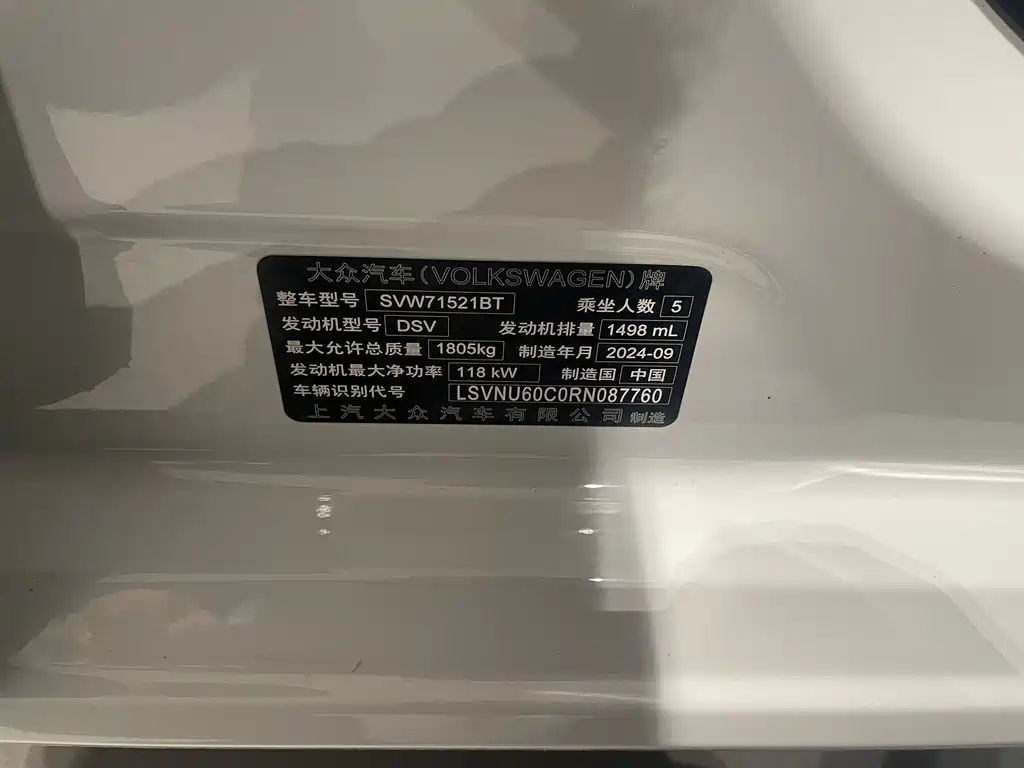 大众汽车(VOLKSWAGEN)牌
整车型号 SVW71521BT 乘坐人数 5
发动机型号 DSV 发动机排量 1498 mL
最大允许总质量 1805kg 制造年月 2024-09
发动机最大净功率 118 kW 制造国 中国
车辆识别代号 LSVNU60C0RN087760
上汽大众汽车有限公司 制造